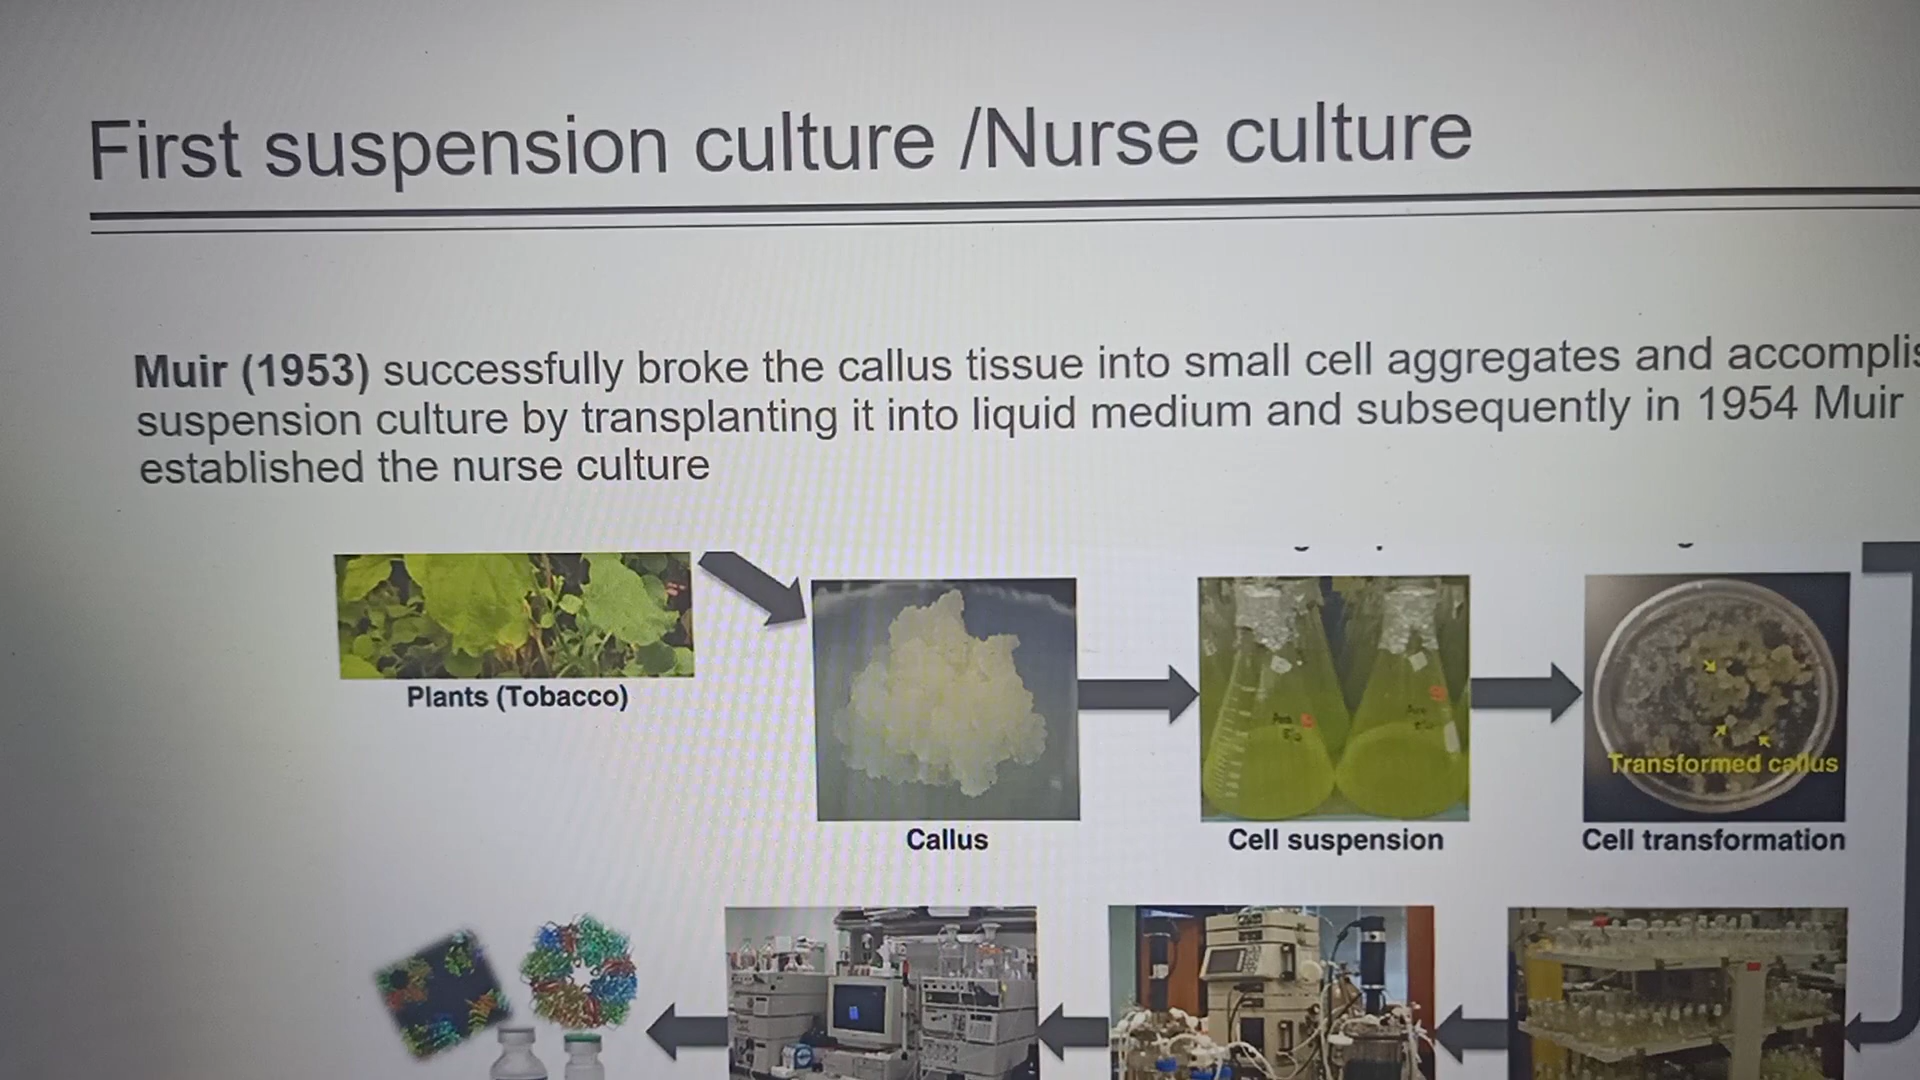 First suspension culture /Nurse culture
Muir (1953) successfully broke the callus tissue into small cell aggregates and accomplis
suspension culture by transplanting it into liquid medium and subsequently in 1954 Muir
established the nurse culture
Plants (Tobacco)
Transformed callus
Callus
Cell suspension
Cell transformation